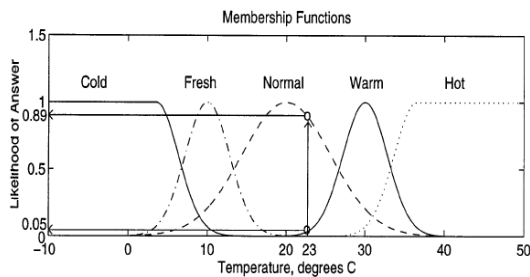 Membership Functions
1.5
Cold Fresh Normal Warm Hot
1
0.89
0.5
0.05
0
-10 0 10 20 23 30 40 50
Temperature, degrees C
Likelihood of Answer